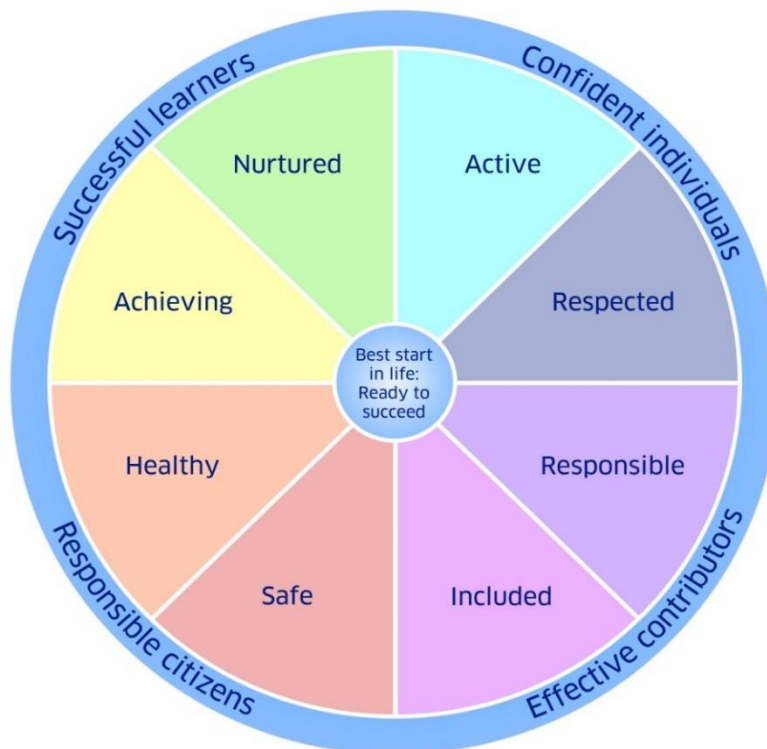 Successful learners
Confident individuals
Nurtured
Active
Achieving
Respected
Best start
in life:
Ready to
succeed
Healthy
Responsible
Safe
Included
Responsible citizens
Effective contributors